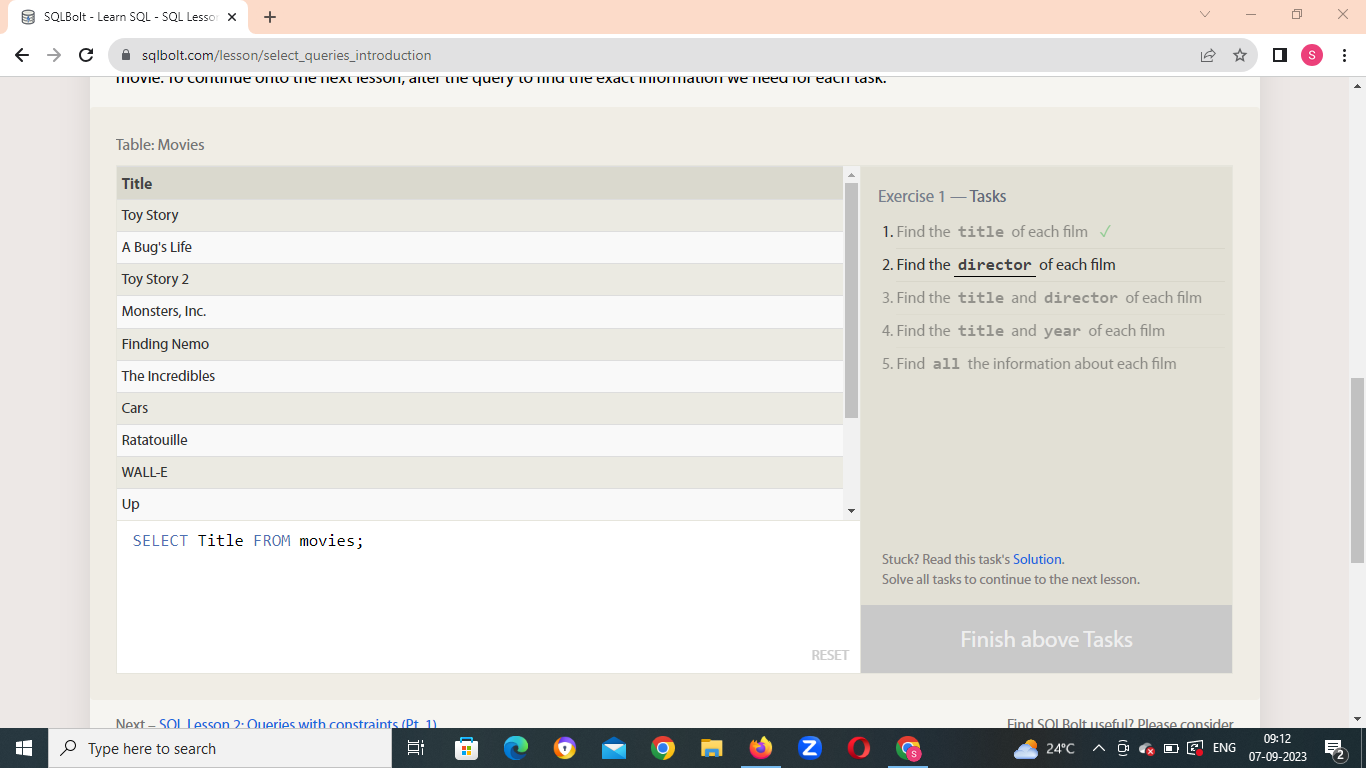 SQLBolt - Learn SQL - SQL Lesson
sqlbolt.com/lesson/select_queries_introduction
S
movie. To continue onto the next lesson, alter the query to find the exact information we need for each task.
Table: Movies
Title
Toy Story
A Bug's Life
Toy Story 2
Monsters, Inc.
Finding Nemo
The Incredibles
Cars
Ratatouille
WALL-E
Up
SELECT Title FROM movies;
RESET
Exercise 1 — Tasks
1. Find the title of each film ✓
2. Find the director of each film
3. Find the title and director of each film
4. Find the title and year of each film
5. Find all the information about each film
Stuck? Read this task's Solution.
Solve all tasks to continue to the next lesson.
Finish above Tasks
Next – SQL Lesson 2: Queries with constraints (Pt. 1)
Find SQLBolt useful? Please consider
Type here to search
Z
S
24°C
ENG
09:12
07-09-2023
2